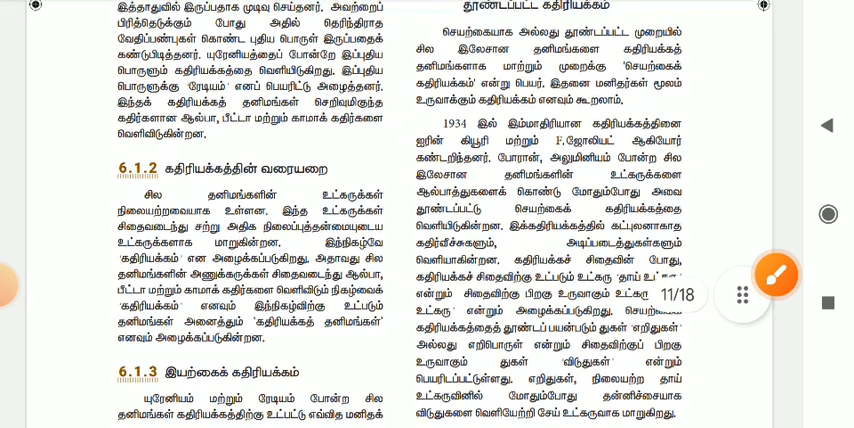 இத்தாதுவில் இருப்பதாக முடிவு செய்தனர். அவற்றைப்
பிரித்தெடுக்கும் போது அதில் தெரிந்திராத
வேதிப்பண்புகள் கொண்ட புதிய பொருள் இருப்பதைக்
கண்டுபிடித்தனர். யுரேனியத்தைப் போன்றே இப்புதிய
பொருளும் கதிரியக்கத்தை வெளியிடுகிறது. இப்புதிய
பொருளுக்கு 'ரேடியம்' எனப் பெயரிட்டு அழைத்தனர்.
இந்தக் கதிரியக்கத் தனிமங்கள் செறிவுமிகுந்த
கதிர்களான ஆல்பா, பீட்டா மற்றும் காமாக் கதிர்களை
வெளிவிடுகின்றன.
6.1.2 கதிரியக்கத்தின் வரையறை
சில தனிமங்களின் உட்கருக்கள்
நிலையற்றவையாக உள்ளன. இந்த உட்கருக்கள்
சிதைவடைந்து சற்று அதிக நிலைப்புத்தன்மையுடைய
உட்கருக்களாக மாறுகின்றன. இந்நிகழ்வே
'கதிரியக்கம்' என அழைக்கப்படுகிறது. அதாவது சில
தனிமங்களின் அணுக்கருக்கள் சிதைவடைந்து ஆல்பா,
பீட்டா மற்றும் காமாக் கதிர்களை வெளிவிடும் நிகழ்வைக்
'கதிரியக்கம்' எனவும் இந்நிகழ்விற்கு உட்படும்
தனிமங்கள் அனைத்தும் 'கதிரியக்கத் தனிமங்கள்'
எனவும் அழைக்கப்படுகின்றன.
6.1.3 இயற்கைக் கதிரியக்கம்
யுரேனியம் மற்றும் ரேடியம் போன்ற சில
தனிமங்கள் கதிரியக்கத்திற்கு உட்பட்டு எவ்வித மனிதக்
தூண்டப்பட்ட கதிரியக்கம்
செயற்கையாக அல்லது தூண்டப்பட்ட முறையில்
சில இலேசான தனிமங்களை கதிரியக்கத்
தனிமங்களாக மாற்றும் முறைக்கு 'செயற்கைக்
கதிரியக்கம்' என்று பெயர். இதனை மனிதர்கள் மூலம்
உருவாக்கும் கதிரியக்கம் எனவும் கூறலாம்.
1934 இல் இம்மாதிரியான கதிரியக்கத்தினை
ஐரின் கியூரி மற்றும் F.ஜோலியட் ஆகியோர்
கண்டறிந்தனர். போரான், அலுமினியம் போன்ற சில
இலேசான தனிமங்களின் உட்கருக்களை
ஆல்பாத்துகளைக் கொண்டு மோதும்போது அவை
தூண்டப்பட்டு செயற்கைக் கதிரியக்கத்தை
வெளியிடுகின்றன. இக்கதிரியக்கத்தில் கட்புலனாகாத
கதிர்வீச்சுகளும், அடிப்படைத்துகள்களும்
வெளியாகின்றன. கதிரியக்கச் சிதைவின் போது,
கதிரியக்கச் சிதைவிற்கு உட்படும் உட்கரு 'தாய்
என்றும் சிதைவிற்கு பிறகு உருவாகும் உட்கரு
உட்கரு' என்றும் அழைக்கப்படுகிறது.
கதிரியக்கத்தைத் தூண்டப் பயன்படும் துகள் 'எறிதுகள்'
அல்லது எறிபொருள் என்றும் சிதைவிற்குப் பிறகு
உருவாகும் துகள் 'விடுதுகள்' என்றும்
பெயரிடப்பட்டுள்ளது. எறிதுகள், நிலையற்ற தாய்
உட்கருவினில் மோதும்போது தன்னிச்சையாக
விடுதுகளை வெளியேற்றி சேய் உட்கருவாக மாறுகிறது.
11/18